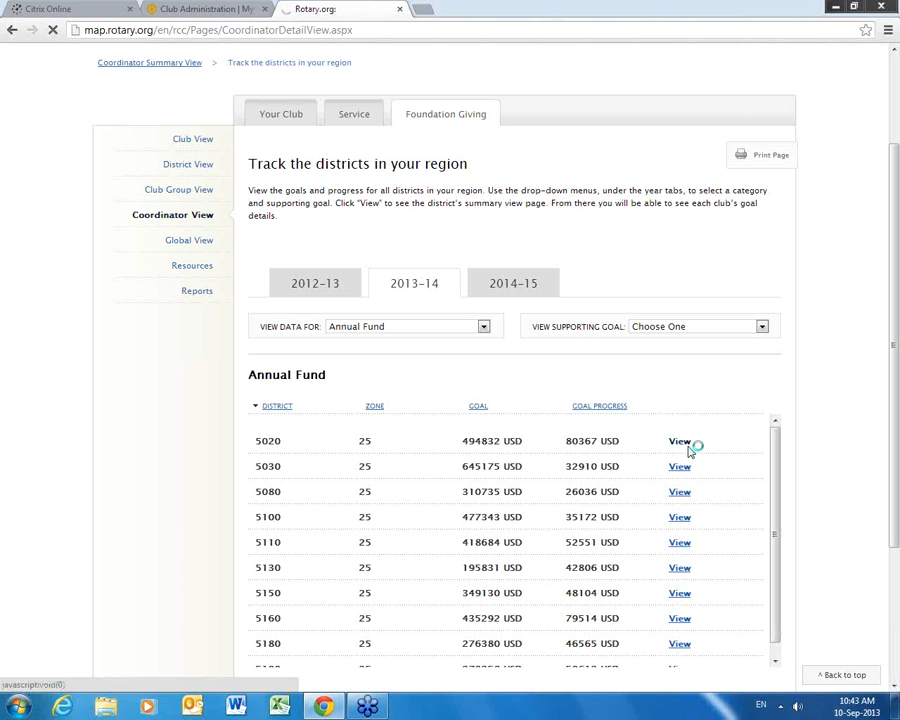 Citrix Online × Club Administration | My × Rotary.org: ×
map.rotary.org/en/rcc/Pages/CoordinatorDetailView.aspx
Coordinator Summary View > Track the districts in your region
Your Club Service Foundation Giving
Club View
District View
Club Group View
Coordinator View
Global View
Resources
Reports
Print Page
Track the districts in your region
View the goals and progress for all districts in your region. Use the drop-down menus, under the year tabs, to select a category
and supporting goal. Click "View" to see the district's summary view page. From there you will be able to see each club's goal
details.
2012-13 2013-14 2014-15
VIEW DATA FOR: Annual Fund VIEW SUPPORTING GOAL: Choose One
Annual Fund
DISTRICT ZONE GOAL GOAL PROGRESS
5020 25 494832 USD 80367 USD View
5030 25 645175 USD 32910 USD View
5080 25 310735 USD 26036 USD View
5100 25 477343 USD 35172 USD View
5110 25 418684 USD 52551 USD View
5130 25 195831 USD 42806 USD View
5150 25 349130 USD 48104 USD View
5160 25 435292 USD 79514 USD View
5180 25 276380 USD 46565 USD View
^ Back to top
javascript:void(0)
EN 10:43 AM
10-Sep-2013